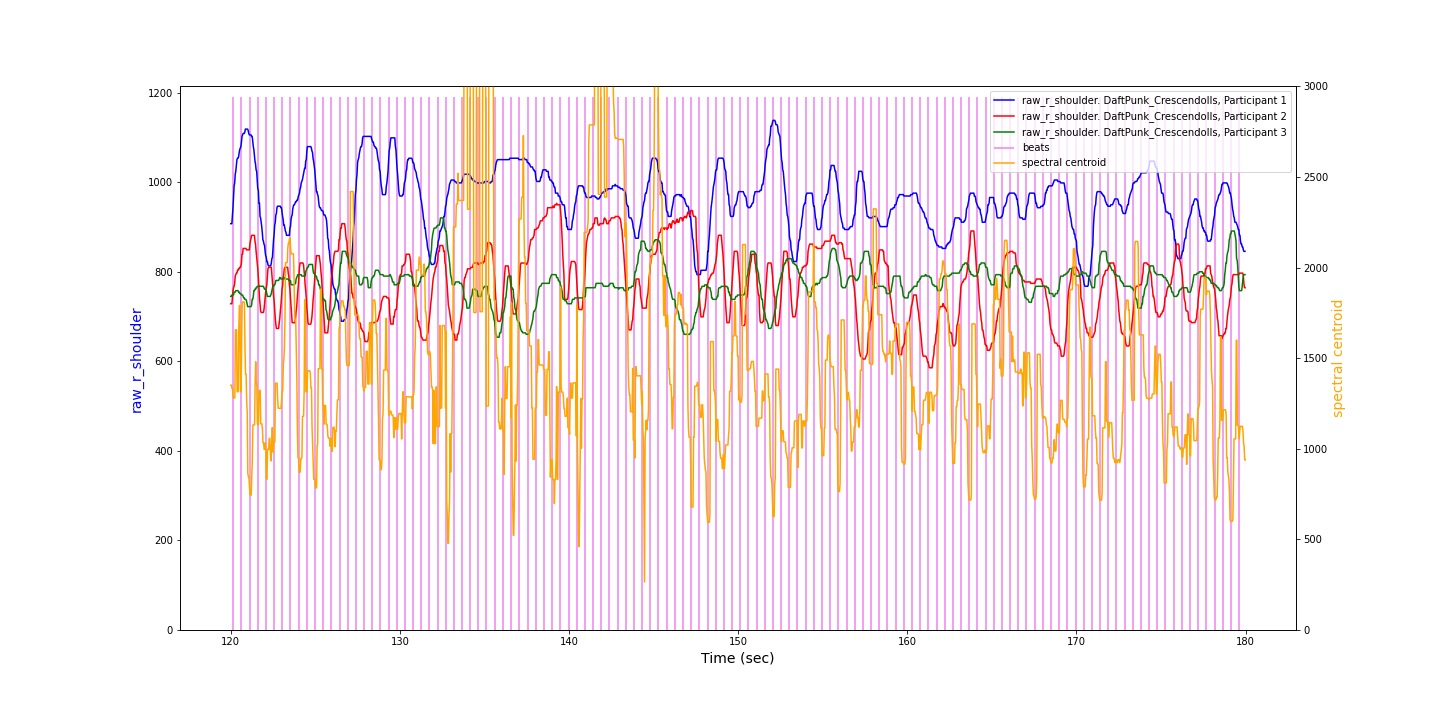 raw_r_shoulder. DaftPunk_Crescendolls, Participant 1
raw_r_shoulder. DaftPunk_Crescendolls, Participant 2
raw_r_shoulder. DaftPunk_Crescendolls, Participant 3
beats
spectral centroid
1200
1000
800
600
400
200
0
raw_r_shoulder
3000
2500
2000
1500
1000
500
0
spectral centroid
120 130 140 150 160 170 180
Time (sec)